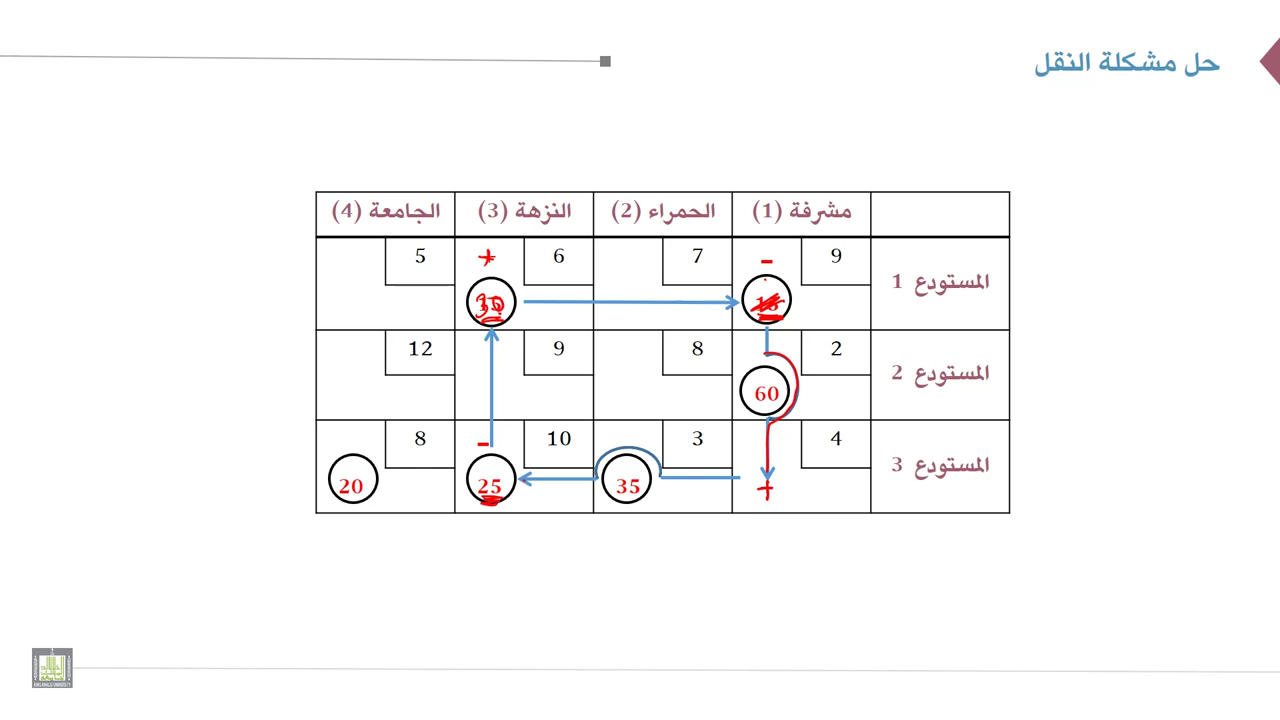 حل مشكلة النقل
مشرفة (1) الحمراء (2) النزهة (3) الجامعة (4)
المستودع 1 9 - 7 6 + 5
المستودع 2 2 60 8 9 12
المستودع 3 4 + 3 35 10 - 25 8 20